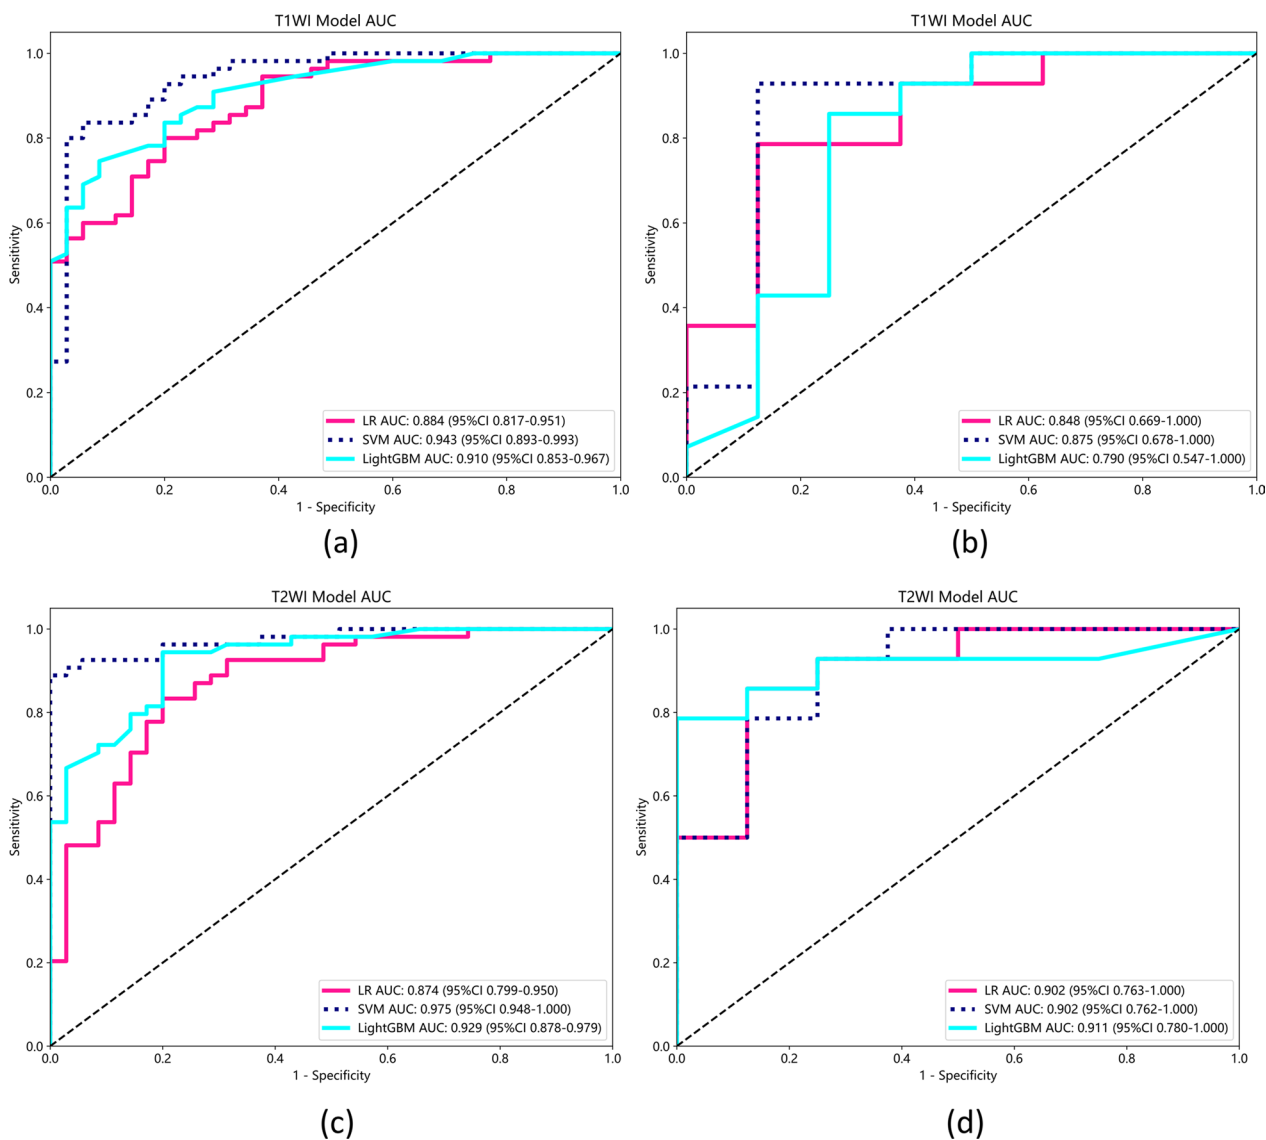 T1WI Model AUC
1.0
0.8
0.6
0.4
0.2
0.0
Sensitivity
LR AUC: 0.884 (95%CI 0.817-0.951)
SVM AUC: 0.943 (95%CI 0.893-0.993)
LightGBM AUC: 0.910 (95%CI 0.853-0.967)
0.0 0.2 0.4 0.6 0.8 1.0
1 - Specificity
(a)
T1WI Model AUC
1.0
0.8
0.6
0.4
0.2
0.0
Sensitivity
LR AUC: 0.848 (95%CI 0.669-1.000)
SVM AUC: 0.875 (95%CI 0.678-1.000)
LightGBM AUC: 0.790 (95%CI 0.547-1.000)
0.0 0.2 0.4 0.6 0.8 1.0
1 - Specificity
(b)
T2WI Model AUC
1.0
0.8
0.6
0.4
0.2
0.0
Sensitivity
LR AUC: 0.874 (95%CI 0.799-0.950)
SVM AUC: 0.975 (95%CI 0.948-1.000)
LightGBM AUC: 0.929 (95%CI 0.878-0.979)
0.0 0.2 0.4 0.6 0.8 1.0
1 - Specificity
(c)
T2WI Model AUC
1.0
0.8
0.6
0.4
0.2
0.0
Sensitivity
LR AUC: 0.902 (95%CI 0.763-1.000)
SVM AUC: 0.902 (95%CI 0.762-1.000)
LightGBM AUC: 0.911 (95%CI 0.780-1.000)
0.0 0.2 0.4 0.6 0.8 1.0
1 - Specificity
(d)